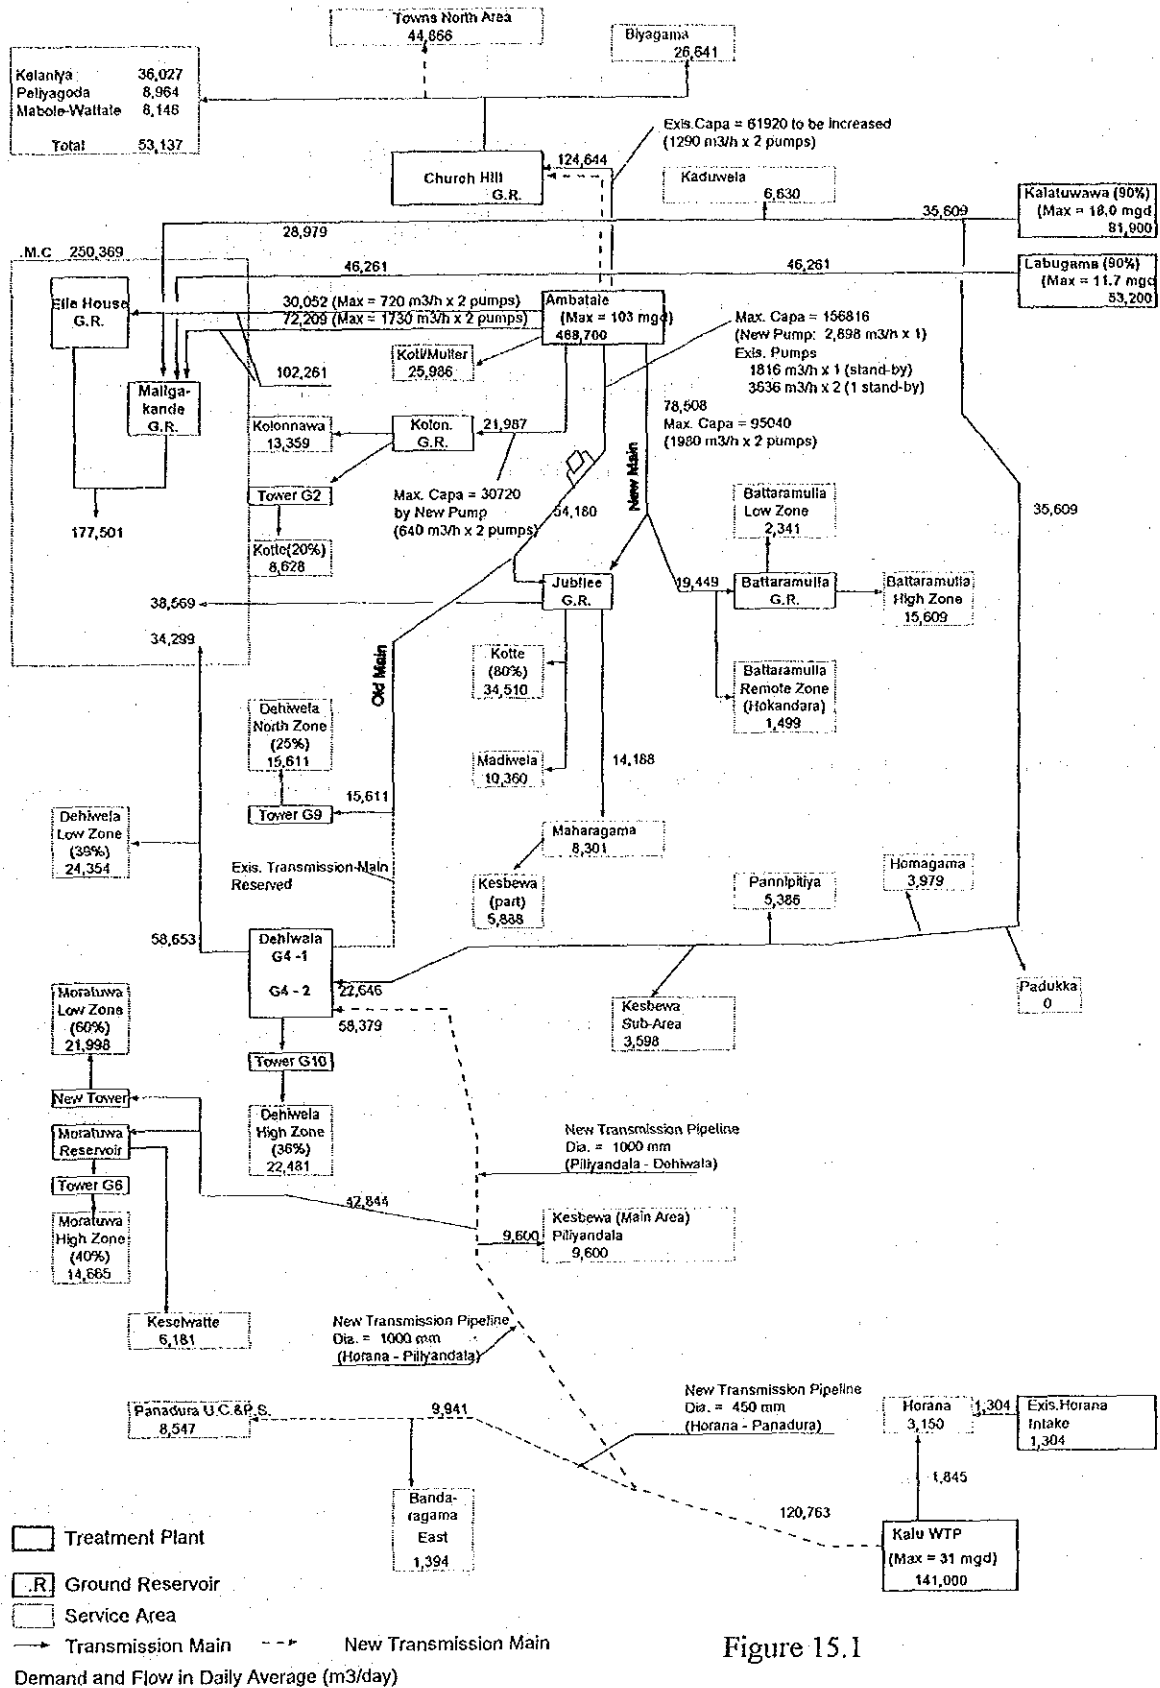 Towns North Area
44,866
Biyagama
26,641
Kelaniya 36,027
Peliyagoda 8,964
Mabole-Wattale 8,146
Total 53,137
Exis.Capa = 61920 to be increased
(1290 m3/h x 2 pumps)
124,644
Church Hill
G.R.
Kaduwela
6,630
Kalatuwawa (90%)
(Max = 18.0 mgd
81,900
35,609
28,979
.M.C 250,369
46,261
46,261
Labugama (90%)
(Max = 11.7 mgd
53,200
Elle House
G.R.
30,052 (Max = 720 m3/h x 2 pumps)
72,209 (Max = 1730 m3/h x 2 pumps)
Ambatale
(Max = 103 mgd)
468,700
Max. Capa = 156816
(New Pump: 2,898 m3/h x 1)
Exis. Pumps
1816 m3/h x 1 (stand-by)
3636 m3/h x 2 (1 stand-by)
Koti/Muller
25,986
102,261
Maliga-
kande
G.R.
78,508
Max. Capa = 95040
(1980 m3/h x 2 pumps)
Kolonnawa
13,359
Kolon.
G.R.
21,987
New Main
Tower G2
Max. Capa = 30720
by New Pump
(640 m3/h x 2 pumps)
54,180
Battaramulla
Low Zone
2,341
35,609
177,501
Kotte(20%)
8,628
Jubilee
G.R.
19,449
Battaramulla
G.R.
Battaramulla
High Zone
15,609
38,569
34,299
Old Main
Kotte
(80%)
34,510
Battaramulla
Remote Zone
(Hokandara)
1,499
Dehiwela
North Zone
(25%)
15,611
Madiwela
10,360
14,188
15,611
Tower G9
Dehiwela
Low Zone
(39%)
24,354
Maharagama
8,301
Exis. Transmission Main
Reserved
Kesbewa
(part)
5,888
Pannipitiya
5,386
Homagama
3,979
58,653
Dehiwala
G4 -1
G4 - 2
22,646
58,379
Padukka
0
Moratuwa
Low Zone
(60%)
21,998
Kesbewa
Sub-Area
3,598
Tower G10
New Tower
Dehiwela
High Zone
(36%)
22,481
Moratuwa
Reservoir
New Transmission Pipeline
Dia. = 1000 mm
(Piliyandala - Dehiwala)
Tower G6
42,844
Moratuwa
High Zone
(40%)
14,665
9,600
Kesbewa (Main Area)
Piliyandala
9,600
Keselwatte
6,181
New Transmission Pipeline
Dia. = 1000 mm
(Horana - Piliyandala)
New Transmission Pipeline
Dia. = 450 mm
(Horana - Panadura)
Panadura U.C.&P.S.
8,547
9,941
Horana
3,150
1,304
Exis.Horana
Intake
1,304
1,845
Banda-
ragama
East
1,394
120,763
Kalu WTP
(Max = 31 mgd)
141,000
Treatment Plant
.R. Ground Reservoir
Service Area
Transmission Main
New Transmission Main
Figure 15.1
Demand and Flow in Daily Average (m3/day)